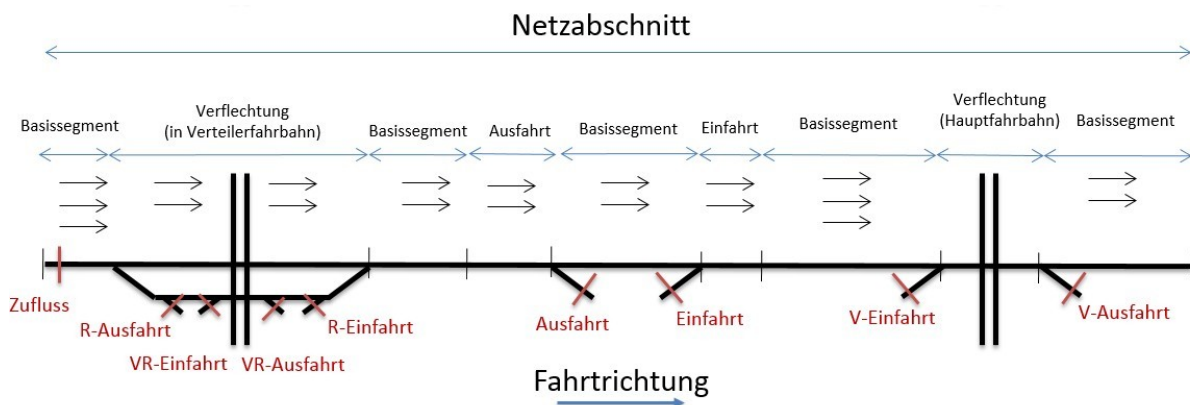 Netzabschnitt
Basissegment
Verflechtung
(in Verteilerfahrbahn)
Basissegment
Ausfahrt
Basissegment
Einfahrt
Basissegment
Verflechtung
(Hauptfahrbahn)
Basissegment
Zufluss
R-Ausfahrt
VR-Einfahrt
VR-Ausfahrt
R-Einfahrt
Ausfahrt
Einfahrt
V-Einfahrt
V-Ausfahrt
Fahrtrichtung